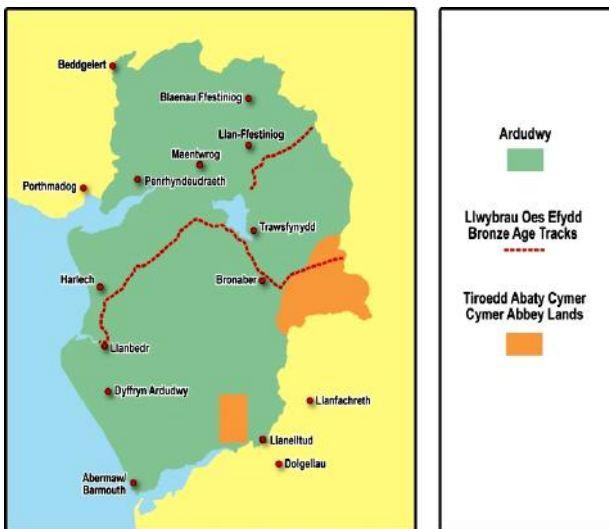 Beddgelert
Blaenau Ffestiniog
Llan-Ffestiniog
Maentwrog
Penrhyndeudraeth
Porthmadog
Trawsfynydd
Harlech
Bronaber
Llanbedr
Dyffryn Ardudwy
Llanfachreth
Llanelltud
Dolgellau
Abermaw/
Barmouth
Ardudwy
Llwybrau Oes Efydd
Bronze Age Tracks
Tiroedd Abaty Cymer
Cymer Abbey Lands